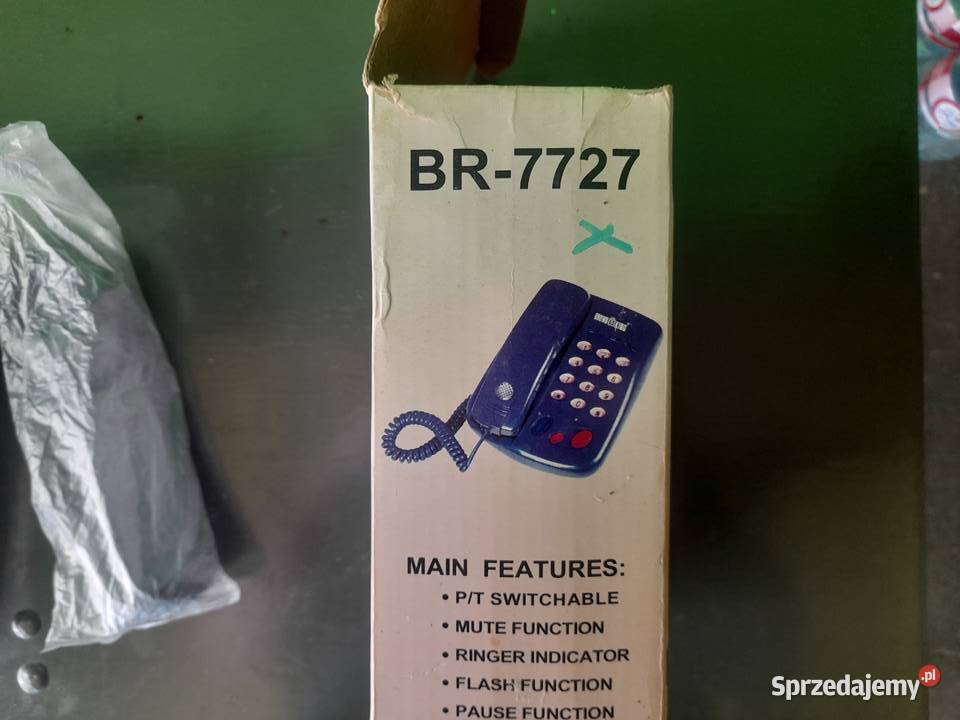 BR-7727
MAIN FEATURES:
• P/T SWITCHABLE
• MUTE FUNCTION
• RINGER INDICATOR
• FLASH FUNCTION
• PAUSE FUNCTION
Sprzedajemy.pl